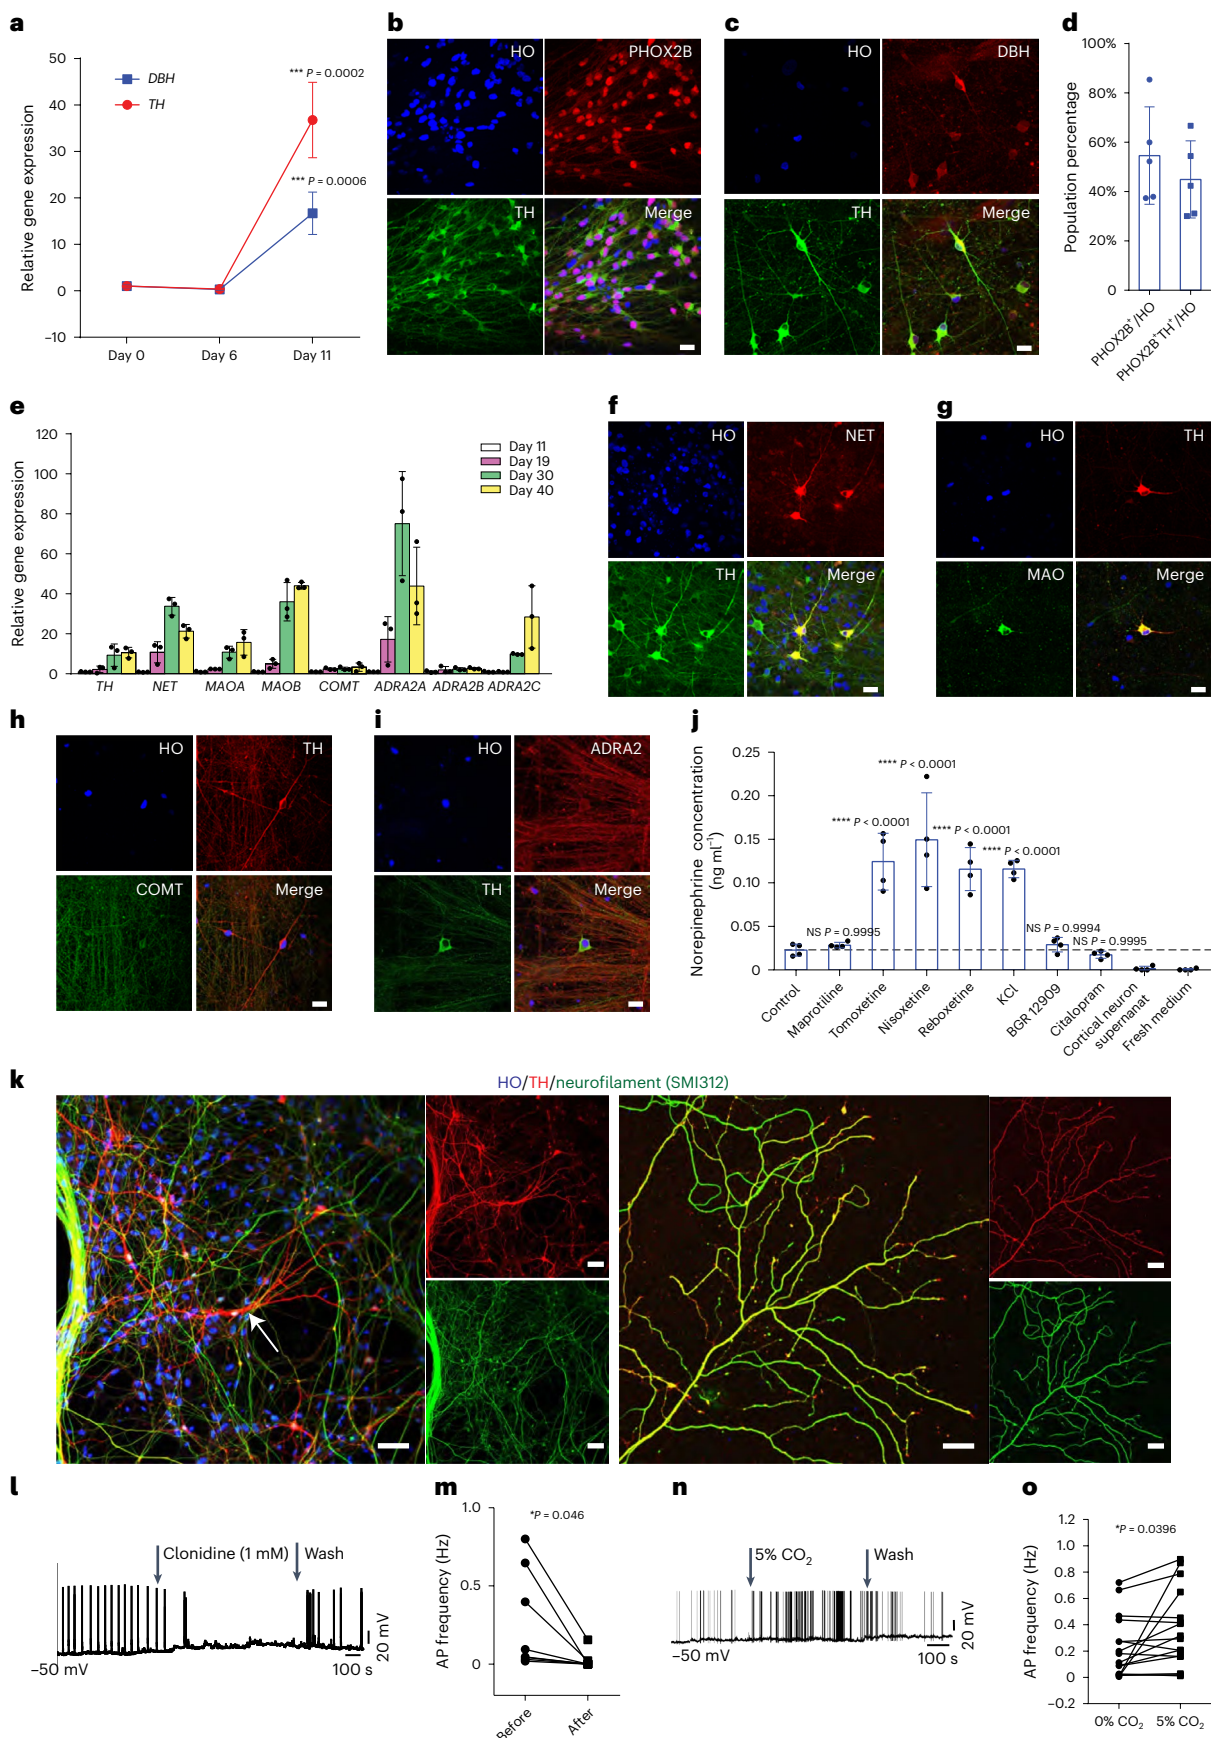 a
50
40
30
20
10
0
−10
Relative gene expression
DBH
TH
*** P = 0.0002
*** P = 0.0006
Day 0
Day 6
Day 11
b
HO
PHOX2B
TH
Merge
c
HO
DBH
TH
Merge
d
100%
80%
60%
40%
20%
0
Population percentage
PHOX2B+/HO
PHOX2B+TH+/HO
e
120
100
80
60
40
20
0
Relative gene expression
Day 11
Day 19
Day 30
Day 40
TH
NET
MAOA
MAOB
COMT
ADRA2A
ADRA2B
ADRA2C
f
HO
NET
TH
Merge
g
HO
TH
MAO
Merge
h
HO
TH
COMT
Merge
i
HO
ADRA2
TH
Merge
j
0.25
0.20
0.15
0.10
0.05
0
Norepinephrine concentration
(ng ml−1)
**** P < 0.0001
**** P < 0.0001
**** P < 0.0001
**** P < 0.0001
NS P = 0.9995
NS P = 0.9994
NS P = 0.9995
Control
Maprotiline
Tomoxetine
Nisoxetine
Reboxetine
KCl
BGR 12909
Citalopram
Cortical neuron
supernanat
Fresh medium
k
HO/TH/neurofilament (SMI312)
l
Clonidine (1 mM)
Wash
−50 mV
20 mV
100 s
m
1.0
0.5
0
AP frequency (Hz)
*P = 0.046
Before
After
n
5% CO2
Wash
−50 mV
20 mV
100 s
o
1.2
1.0
0.8
0.6
0.4
0.2
0
−0.2
AP frequency (Hz)
*P = 0.0396
0% CO2
5% CO2